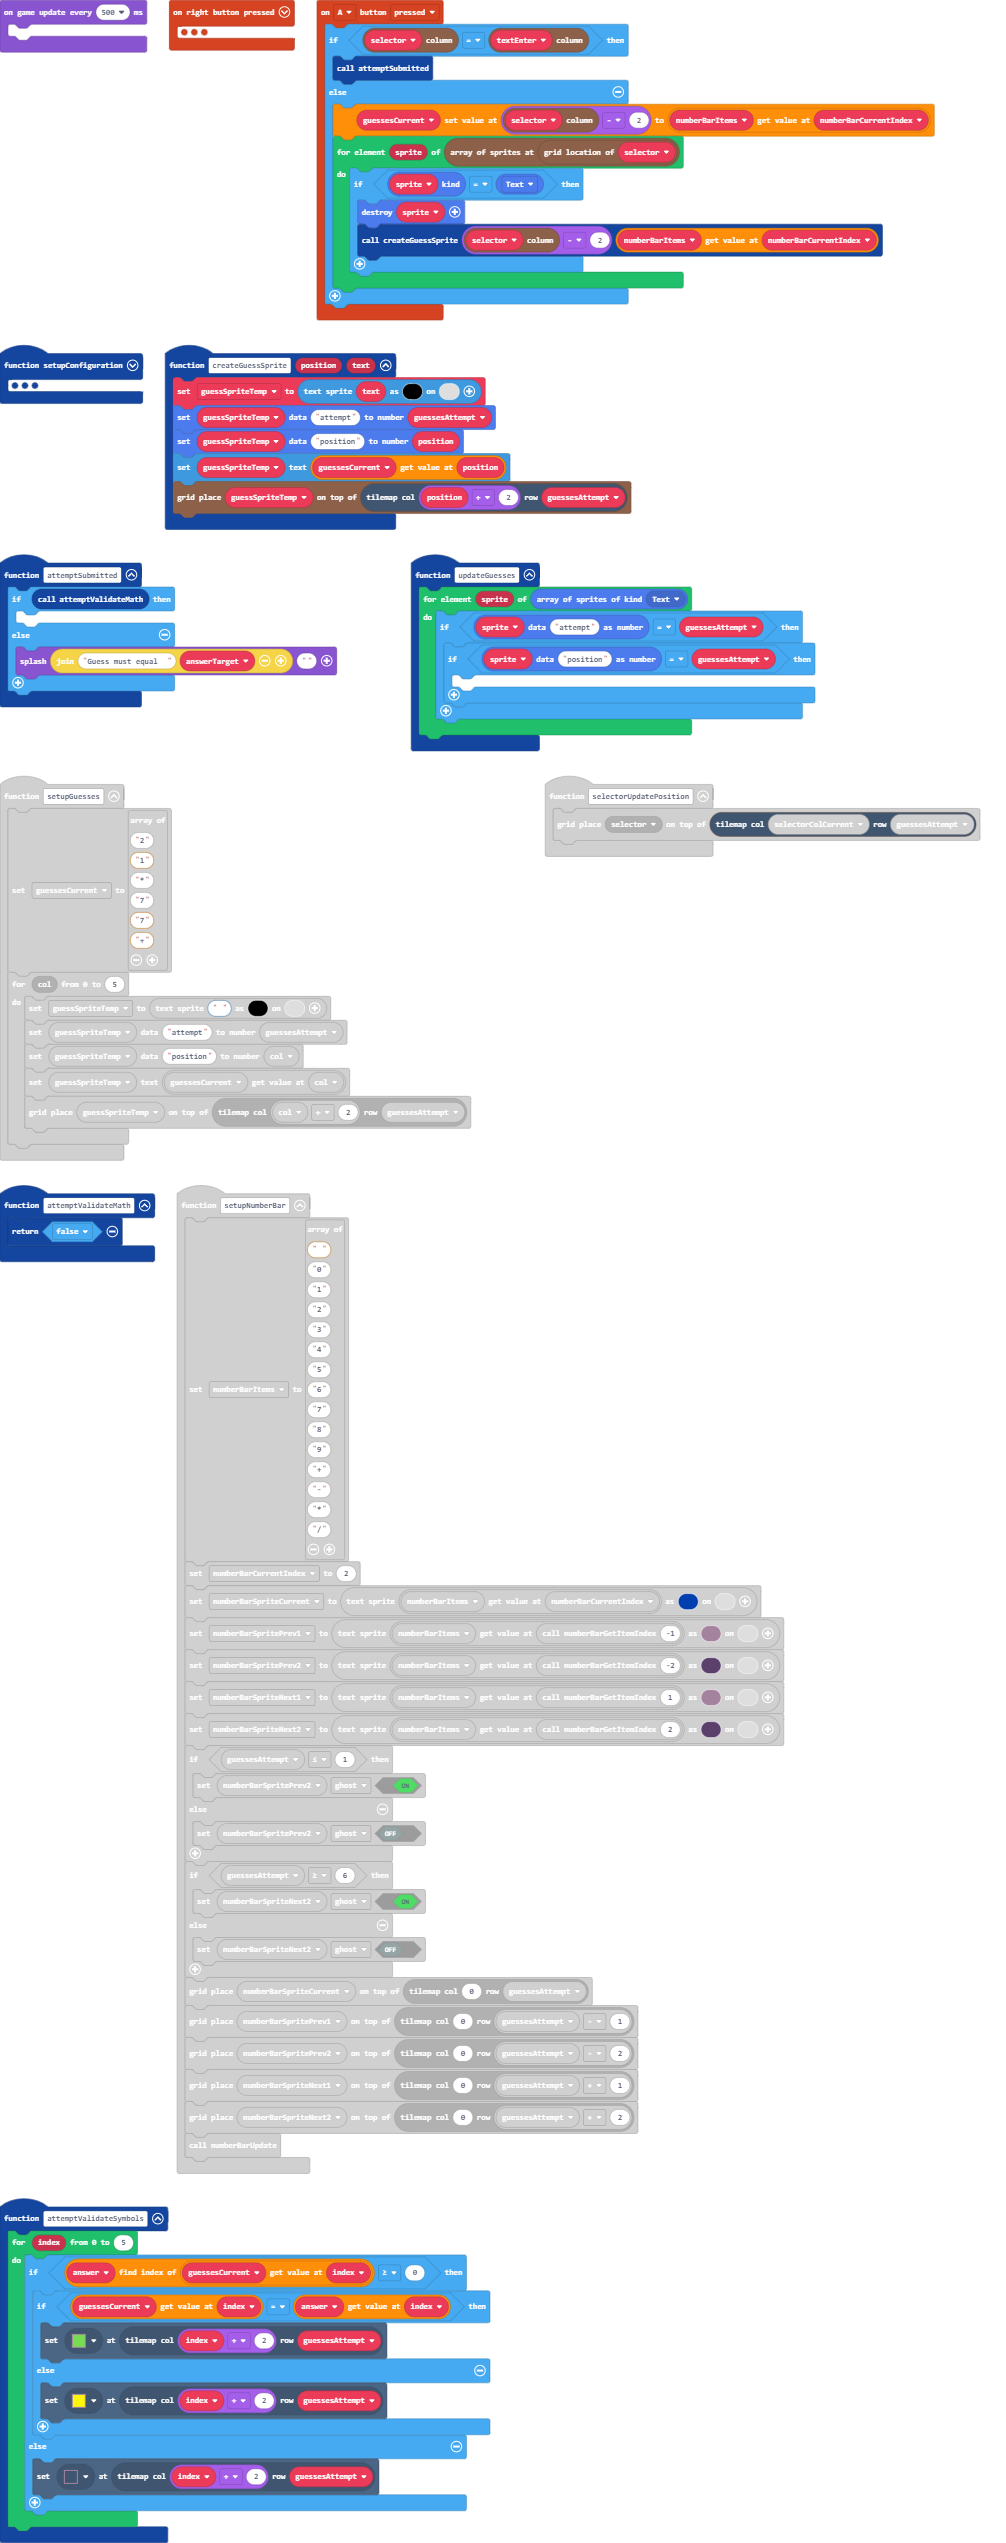 on game update every 500 ms
on right button pressed
on A button pressed
if selector column = textEnter column then
call attemptSubmitted
else
guessesCurrent set value at selector column - 2 to numberBarItems get value at numberBarCurrentIndex
for element sprite of array of sprites at grid location of selector
do if sprite kind = Text then
destroy sprite
call createGuessSprite selector column - 2 numberBarItems get value at numberBarCurrentIndex
function setupConfiguration
function createGuessSprite position text
set guessSpriteTemp to text sprite text as on
set guessSpriteTemp data "attempt" to number guessesAttempt
set guessSpriteTemp data "position" to number position
set guessSpriteTemp text guessesCurrent get value at position
grid place guessSpriteTemp on top of tilemap col position + 2 row guessesAttempt
function attemptSubmitted
if call attemptValidateMath then
else
splash join "Guess must equal " answerTarget ""
function updateGuesses
for element sprite of array of sprites of kind Text
do if sprite data "attempt" as number = guessesAttempt then
if sprite data "position" as number = guessesAttempt then
function setupGuesses
set guessesCurrent to array of
"2"
"1"
"*"
"7"
"7"
"+"
for col from 0 to 5
do set guessSpriteTemp to text sprite " " as on
set guessSpriteTemp data "attempt" to number guessesAttempt
set guessSpriteTemp data "position" to number col
set guessSpriteTemp text guessesCurrent get value at col
grid place guessSpriteTemp on top of tilemap col col + 2 row guessesAttempt
function selectorUpdatePosition
grid place selector on top of tilemap col selectorColCurrent row guessesAttempt
function attemptValidateMath
return false
function setupNumberBar
set numberBarItems to array of
" "
"0"
"1"
"2"
"3"
"4"
"5"
"6"
"7"
"8"
"9"
"+"
"-"
"*"
"/"
set numberBarCurrentIndex to 2
set numberBarSpriteCurrent to text sprite numberBarItems get value at numberBarCurrentIndex as on
set numberBarSpritePrev1 to text sprite numberBarItems get value at call numberBarGetItemIndex -1 as on
set numberBarSpritePrev2 to text sprite numberBarItems get value at call numberBarGetItemIndex -2 as on
set numberBarSpriteNext1 to text sprite numberBarItems get value at call numberBarGetItemIndex 1 as on
set numberBarSpriteNext2 to text sprite numberBarItems get value at call numberBarGetItemIndex 2 as on
if guessesAttempt ≤ 1 then
set numberBarSpritePrev2 ghost ON
else
set numberBarSpritePrev2 ghost OFF
if guessesAttempt ≥ 6 then
set numberBarSpriteNext2 ghost ON
else
set numberBarSpriteNext2 ghost OFF
grid place numberBarSpriteCurrent on top of tilemap col 0 row guessesAttempt
grid place numberBarSpritePrev1 on top of tilemap col 0 row guessesAttempt - 1
grid place numberBarSpritePrev2 on top of tilemap col 0 row guessesAttempt - 2
grid place numberBarSpriteNext1 on top of tilemap col 0 row guessesAttempt + 1
grid place numberBarSpriteNext2 on top of tilemap col 0 row guessesAttempt + 2
call numberBarUpdate
function attemptValidateSymbols
for index from 0 to 5
do if answer find index of guessesCurrent get value at index ≥ 0 then
if guessesCurrent get value at index = answer get value at index then
set at tilemap col index + 2 row guessesAttempt
else
set at tilemap col index + 2 row guessesAttempt
else
set at tilemap col index + 2 row guessesAttempt